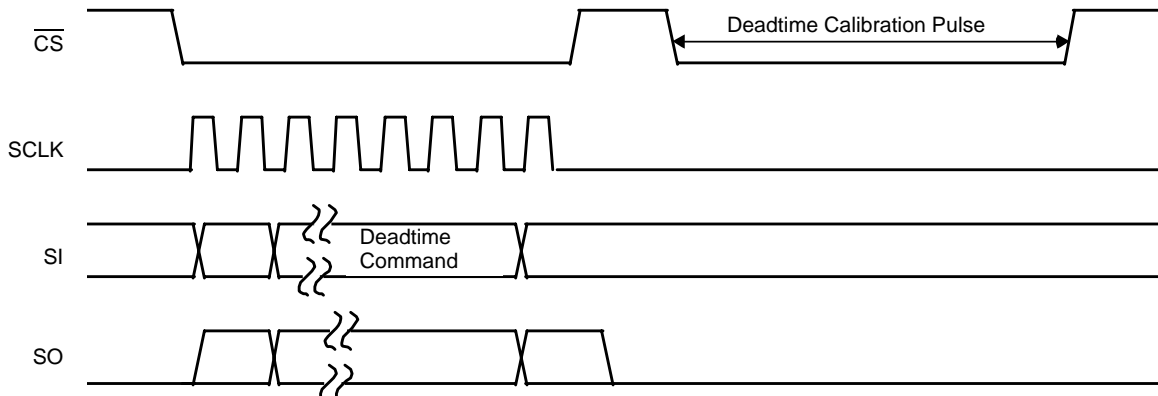 Deadtime Calibration Pulse
CS
SCLK
SI
Deadtime
Command
SO